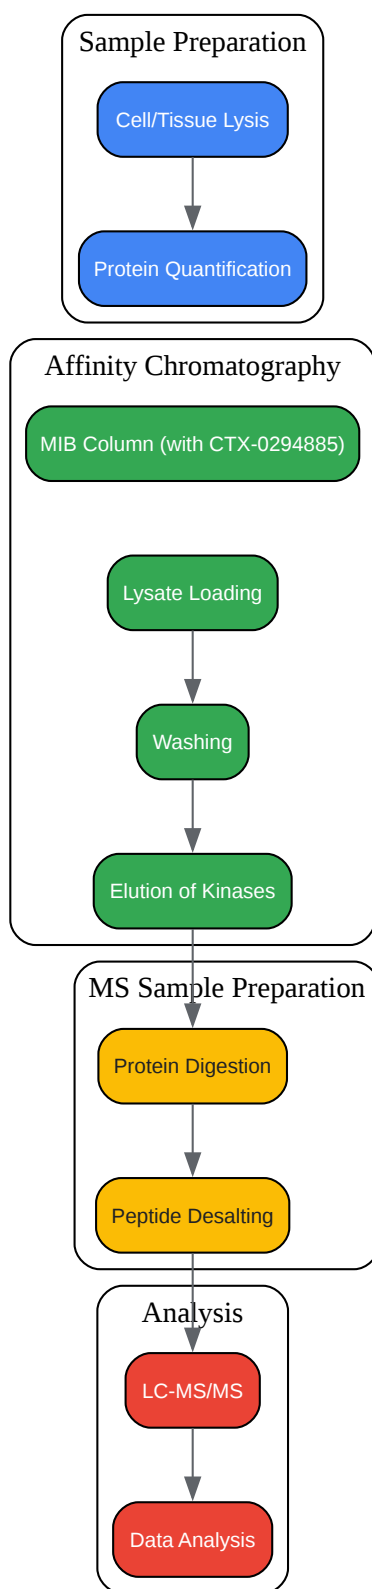 Sample Preparation
Cell/Tissue Lysis
Protein Quantification
Affinity Chromatography
MIB Column (with CTX-0294885)
Lysate Loading
Washing
Elution of Kinases
MS Sample Preparation
Protein Digestion
Peptide Desalting
Analysis
LC-MS/MS
Data Analysis